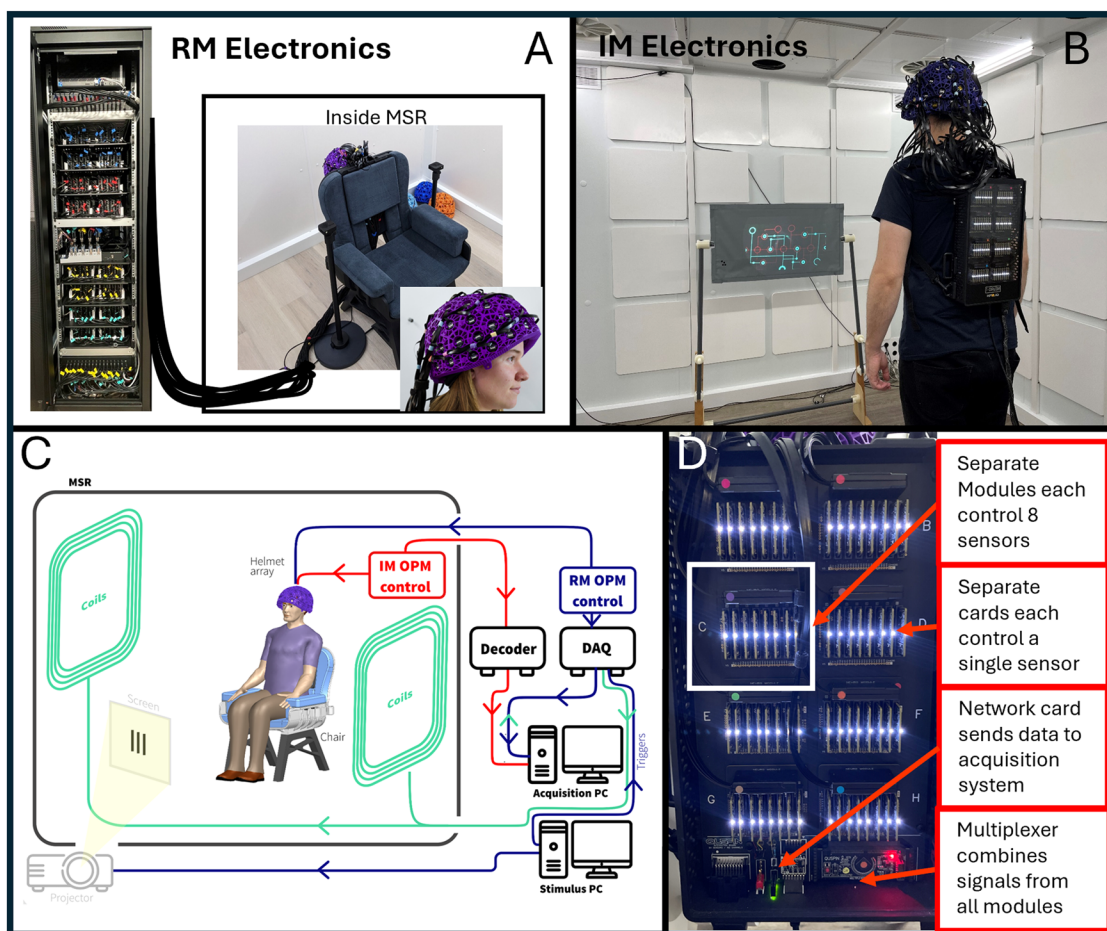 RM Electronics
A
Inside MSR
IM Electronics
B
C
MSR
Helmet
array
IM OPM
control
RM OPM
control
Coils
Coils
Decoder
DAQ
Screen
Chair
Triggers
Acquisition PC
Stimulus PC
Projector
D
B
C
D
E
F
G
H
QUSPIN
Separate
Modules each
control 8
sensors
Separate
cards each
control a
single sensor
Network card
sends data to
acquisition
system
Multiplexer
combines
signals from
all modules